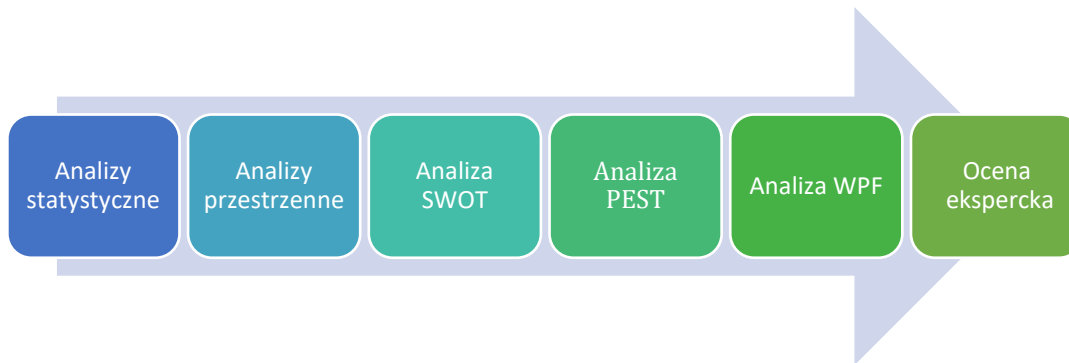 Analizy
statystyczne
Analizy
przestrzenne
Analiza
SWOT
Analiza
PEST
Analiza WPF
Ocena
ekspercka